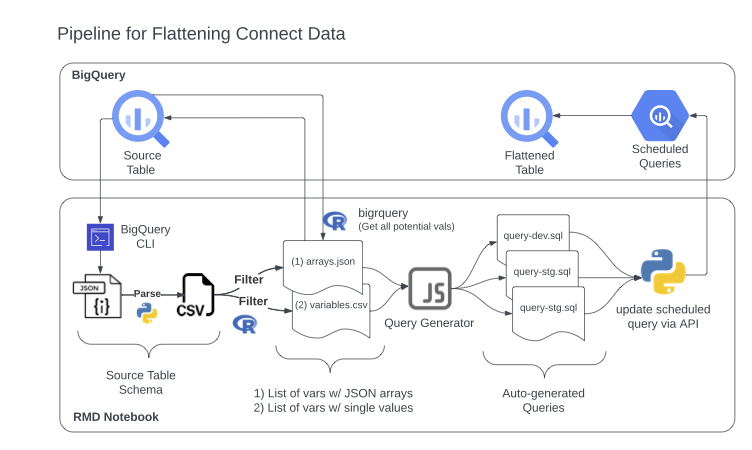 Pipeline for Flattening Connect Data
BigQuery
Source
Table
Flattened
Table
Scheduled
Queries
BigQuery
CLI
bigrquery
(Get all potential vals)
JSON
{i}
Parse
CSV
Filter
Filter
(1) arrays.json
(2) variables.csv
JS
Query Generator
query-dev.sql
query-stg.sql
query-stg.sql
update scheduled
query via API
Source Table
Schema
1) List of vars w/ JSON arrays
2) List of vars w/ single values
Auto-generated
Queries
RMD Notebook
R
R